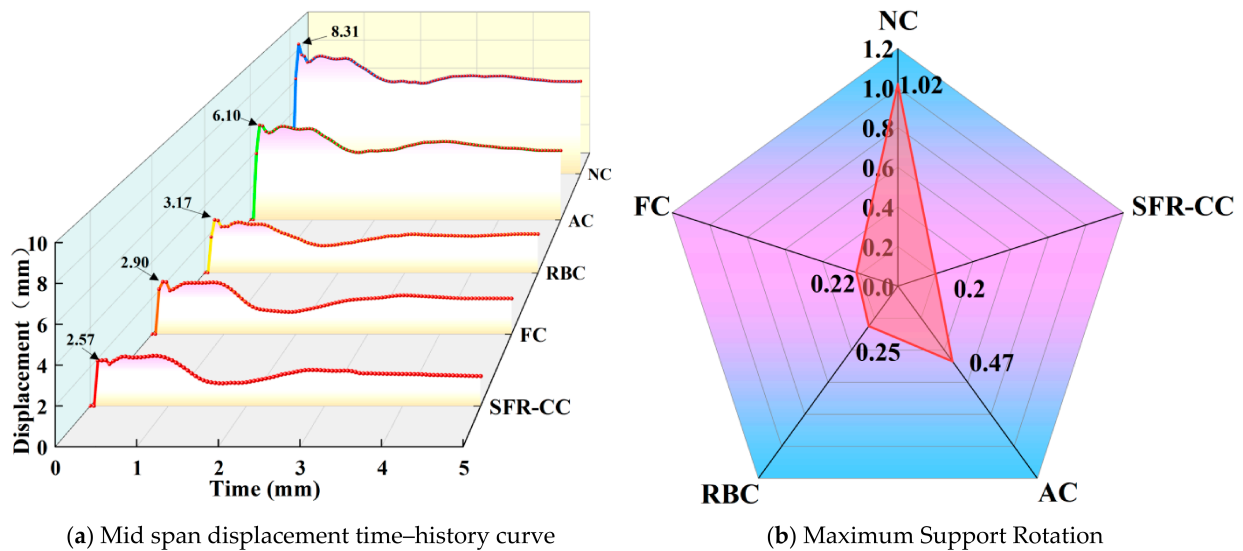 8.31
6.10
3.17
2.90
2.57
NC
AC
RBC
FC
SFR-CC
Displacement（mm）
10
8
6
4
2
0
0 1 2 3 4 5
Time (mm)
(a) Mid span displacement time–history curve
NC
1.2
1.0
1.02
0.8
0.6
0.4
0.2
0.0
FC
SFR-CC
0.22
0.2
0.25
0.47
RBC
AC
(b) Maximum Support Rotation